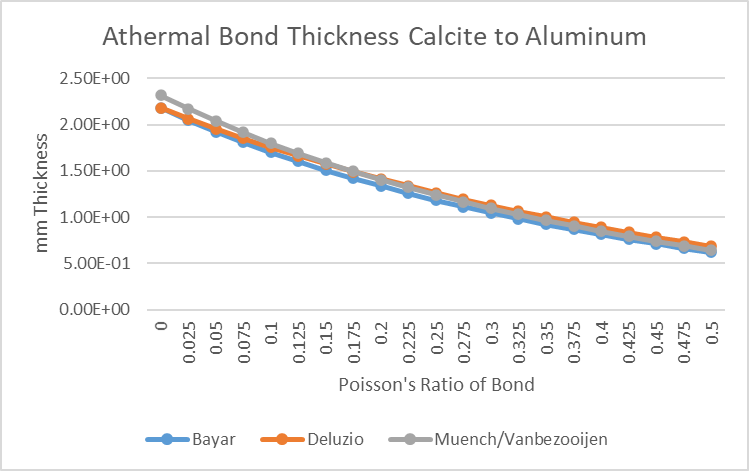 Athermal Bond Thickness Calcite to Aluminum
mm Thickness
2.50E+00
2.00E+00
1.50E+00
1.00E+00
5.00E-01
0.00E+00
0 0.025 0.05 0.075 0.1 0.125 0.15 0.175 0.2 0.225 0.25 0.275 0.3 0.325 0.35 0.375 0.4 0.425 0.45 0.475 0.5
Poisson's Ratio of Bond
Bayar Deluzio Muench/Vanbezooijen